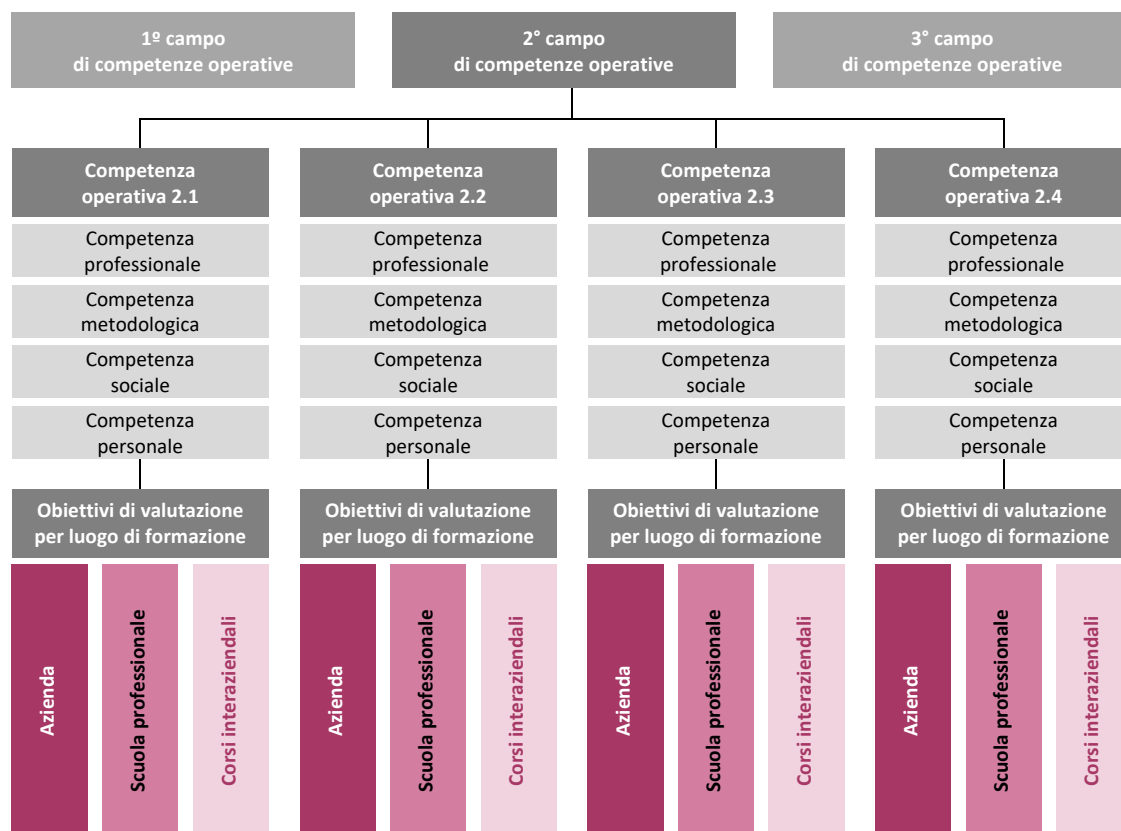 1º campo
di competenze operative
2° campo
di competenze operative
3° campo
di competenze operative
Competenza
operativa 2.1
Competenza
operativa 2.2
Competenza
operativa 2.3
Competenza
operativa 2.4
Competenza
professionale
Competenza
professionale
Competenza
professionale
Competenza
professionale
Competenza
metodologica
Competenza
metodologica
Competenza
metodologica
Competenza
metodologica
Competenza
sociale
Competenza
sociale
Competenza
sociale
Competenza
sociale
Competenza
personale
Competenza
personale
Competenza
personale
Competenza
personale
Obiettivi di valutazione
per luogo di formazione
Obiettivi di valutazione
per luogo di formazione
Obiettivi di valutazione
per luogo di formazione
Obiettivi di valutazione
per luogo di formazione
Azienda
Scuola professionale
Corsi interaziendali
Azienda
Scuola professionale
Corsi interaziendali
Azienda
Scuola professionale
Corsi interaziendali
Azienda
Scuola professionale
Corsi interaziendali